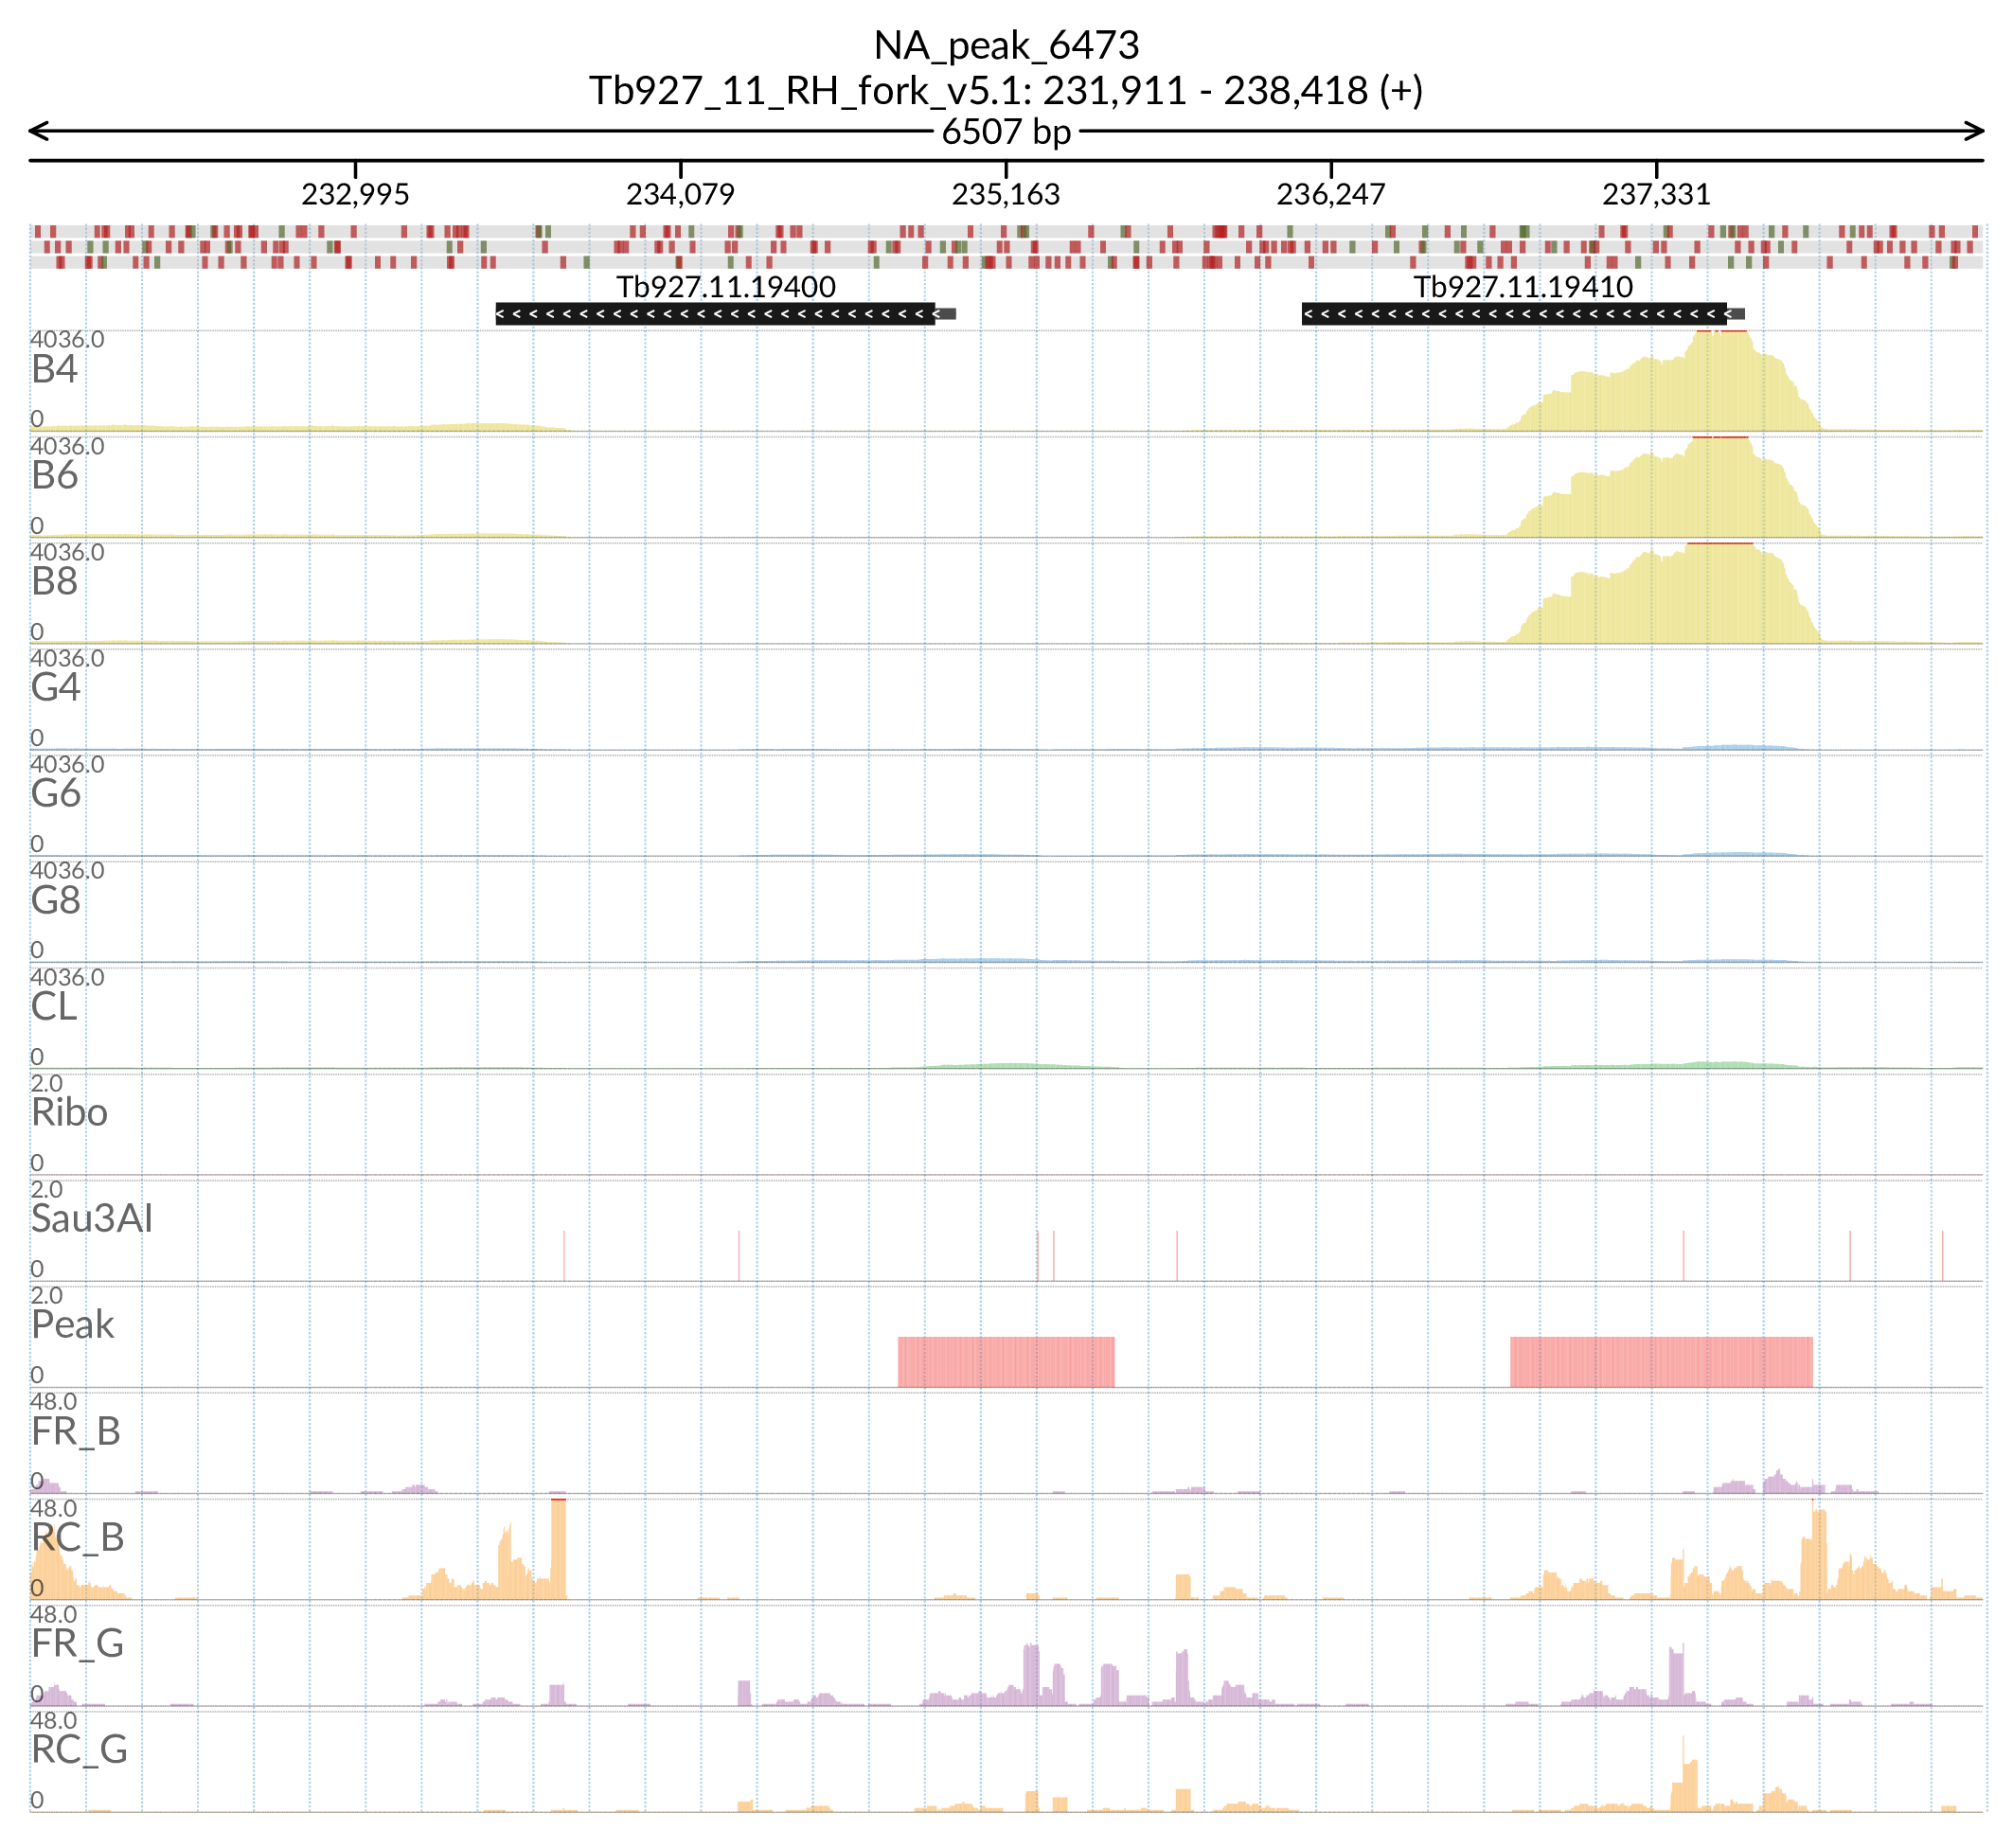 NA_peak_6473
Tb927_11_RH_fork_v5.1: 231,911 - 238,418 (+)
6507 bp
232,995 234,079 235,163 236,247 237,331
Tb927.11.19400 Tb927.11.19410
4036.0
B4
0
4036.0
B6
0
4036.0
B8
0
4036.0
G4
0
4036.0
G6
0
4036.0
G8
0
4036.0
CL
0
2.0
Ribo
0
2.0
Sau3AI
0
2.0
Peak
0
48.0
FR_B
0
48.0
RC_B
0
48.0
FR_G
0
48.0
RC_G
0